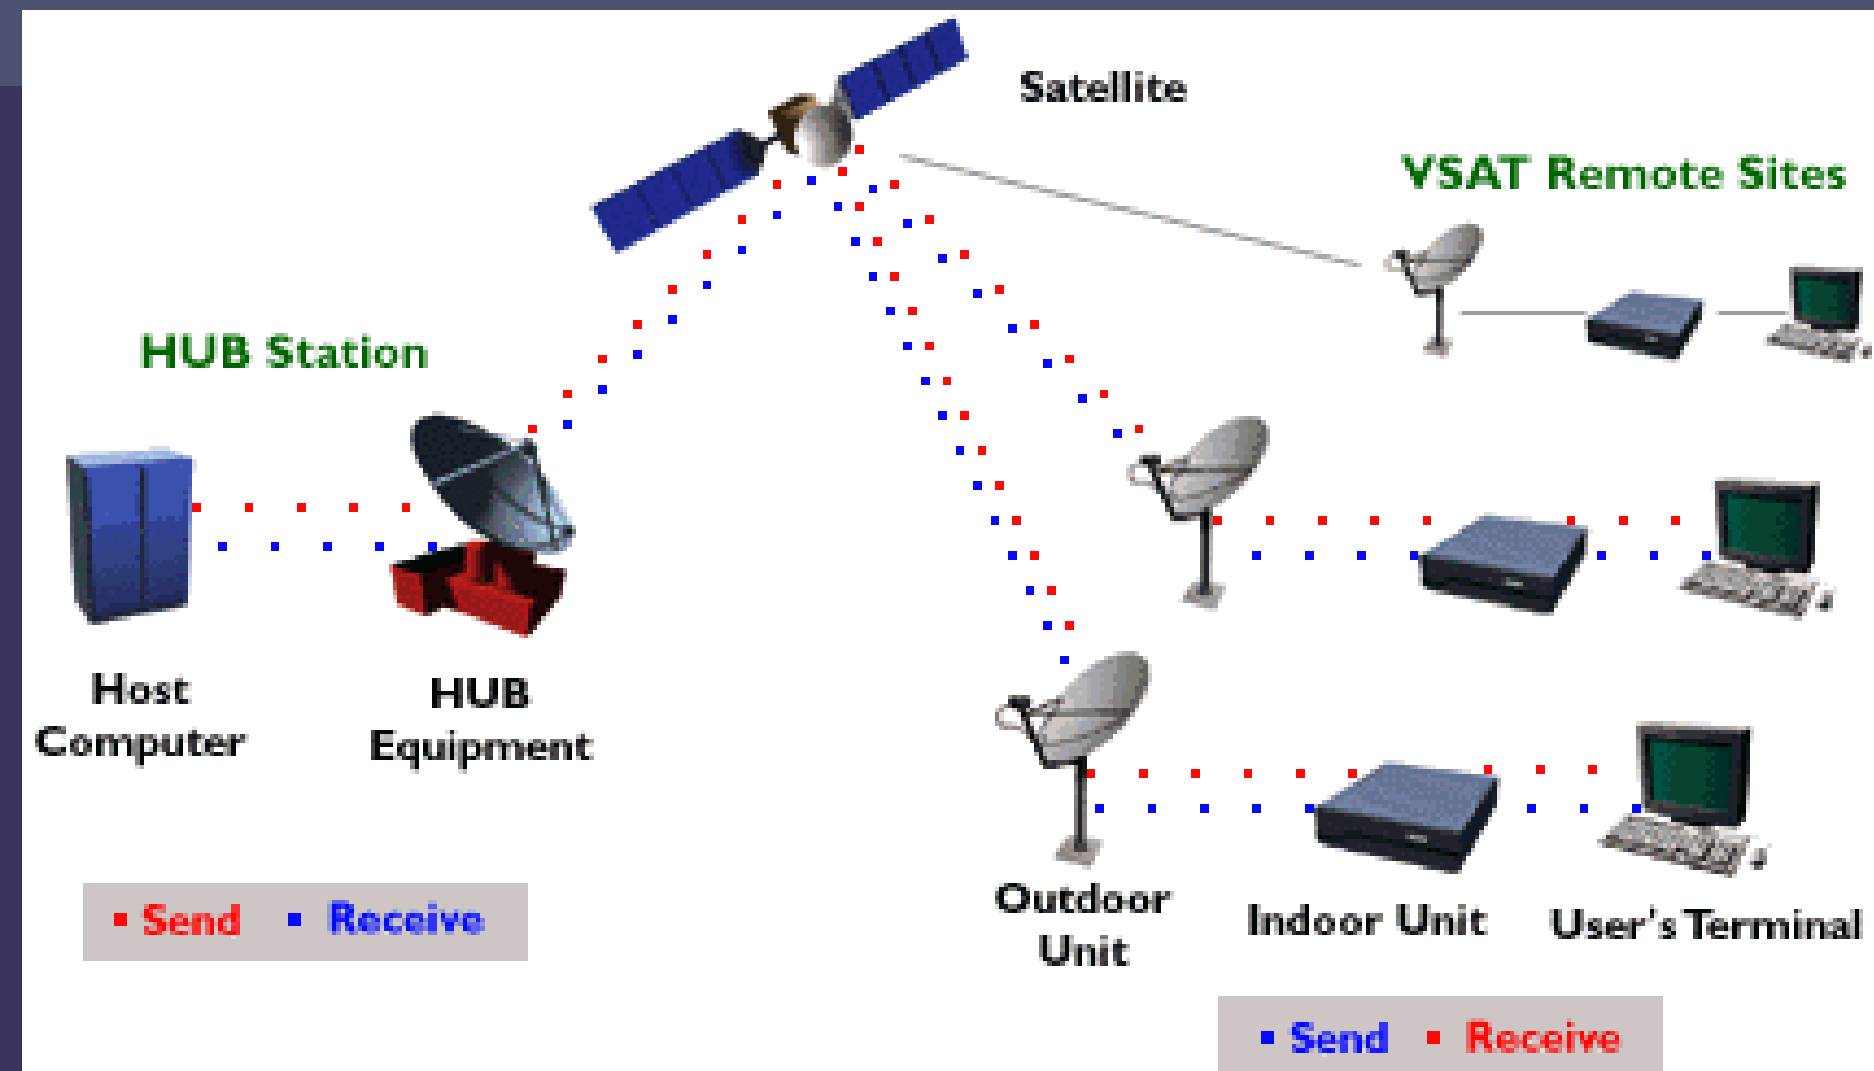 Satellite
VSAT Remote Sites
HUB Station
Host
Computer
HUB
Equipment
Outdoor
Unit
Indoor Unit
User's Terminal
Send Receive
Send Receive